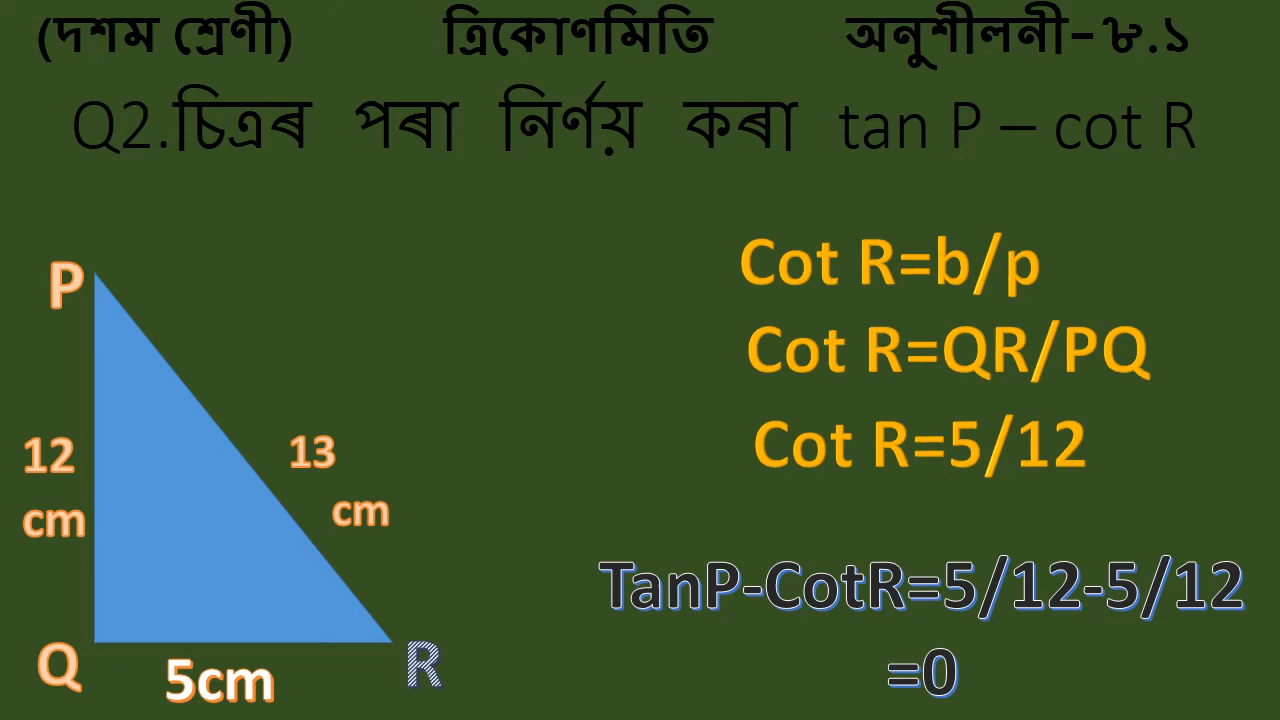 (দশম শ্ৰেণী) ত্ৰিকোণমিতি অনুশীলনী-৮.১
Q2.চিত্ৰৰ পৰা নিৰ্ণয় কৰা tan P – cot R
P
12
cm
13
cm
Q
5cm
R
Cot R=b/p
Cot R=QR/PQ
Cot R=5/12
TanP-CotR=5/12-5/12
=0